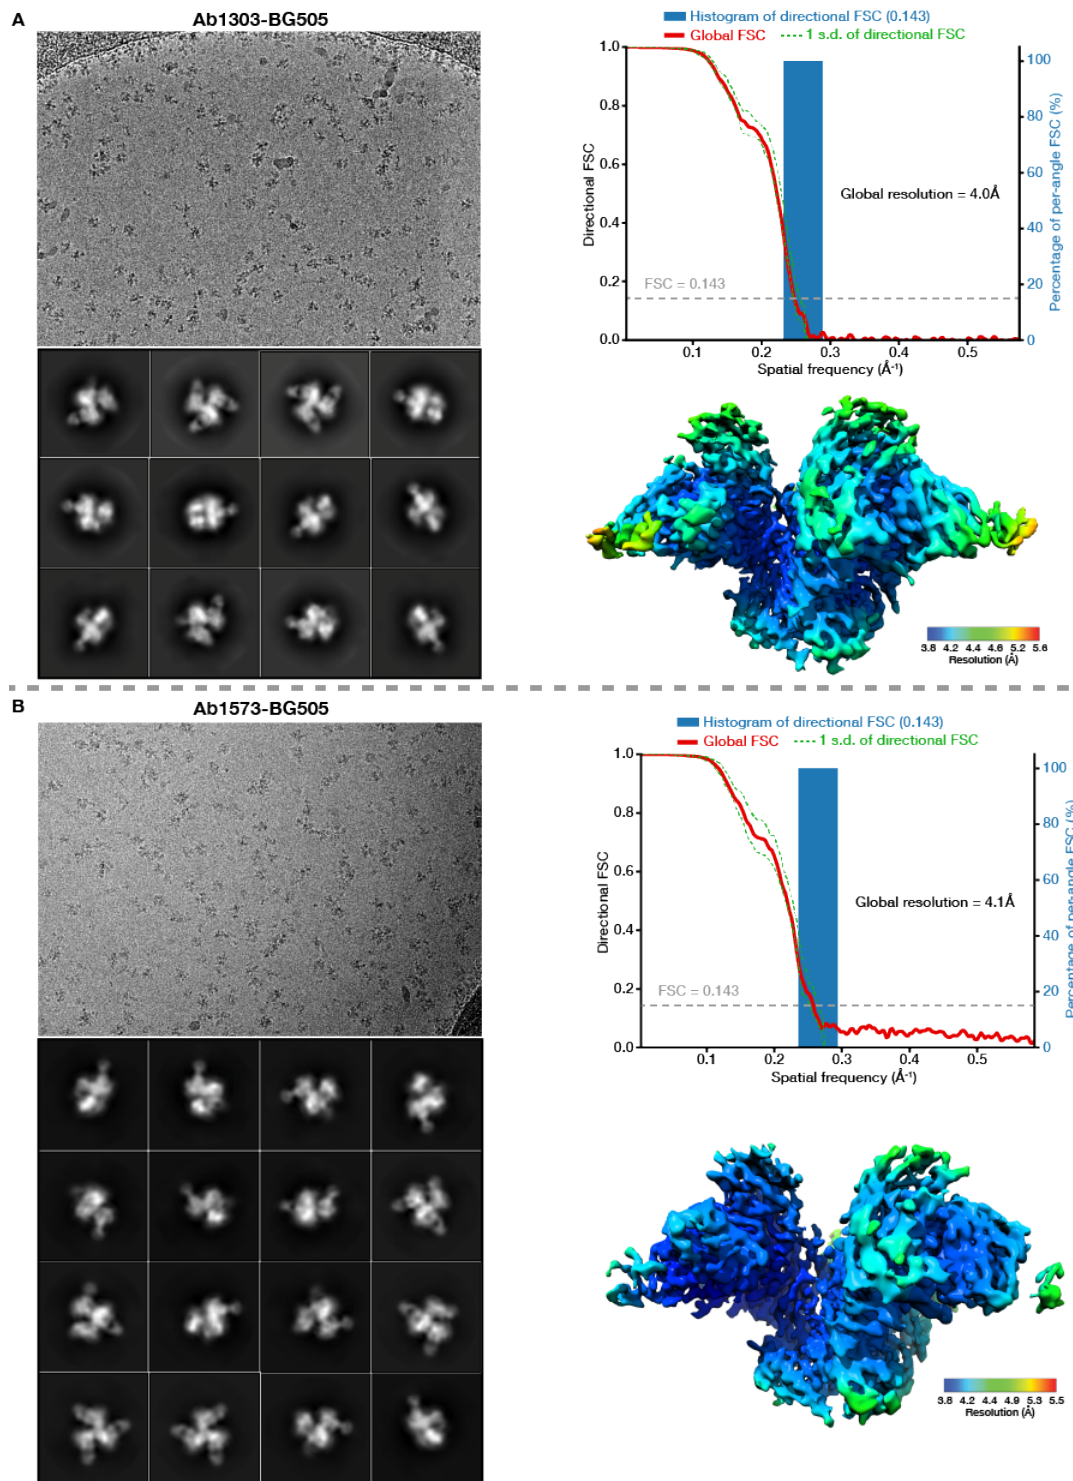 A
Ab1303-BG505
Histogram of directional FSC (0.143)
Global FSC
1 s.d. of directional FSC
1.0
0.8
0.6
0.4
0.2
0.0
Directional FSC
100
80
60
40
20
0
Percentage of per-angle FSC (%)
Global resolution = 4.0Å
FSC = 0.143
0.1 0.2 0.3 0.4 0.5
Spatial frequency (Å-1)
3.8 4.2 4.4 4.6 5.2 5.6
Resolution (Å)
B
Ab1573-BG505
Histogram of directional FSC (0.143)
Global FSC
1 s.d. of directional FSC
1.0
0.8
0.6
0.4
0.2
0.0
Directional FSC
100
80
60
40
20
0
Percentage of per-angle FSC (%)
Global resolution = 4.1Å
FSC = 0.143
0.1 0.2 0.3 0.4 0.5
Spatial frequency (Å-1)
3.8 4.2 4.4 4.9 5.3 5.5
Resolution (Å)